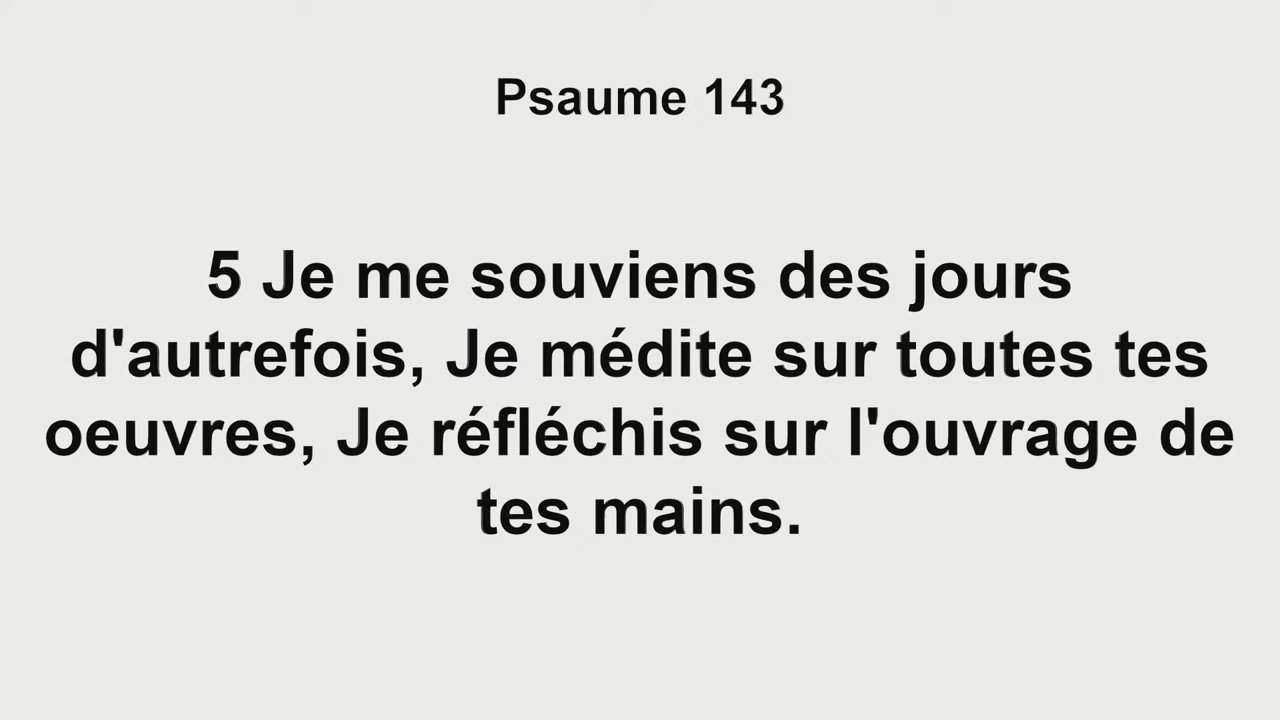 Psaume 143
5 Je me souviens des jours
d'autrefois, Je médite sur toutes tes
oeuvres, Je réfléchis sur l'ouvrage de
tes mains.